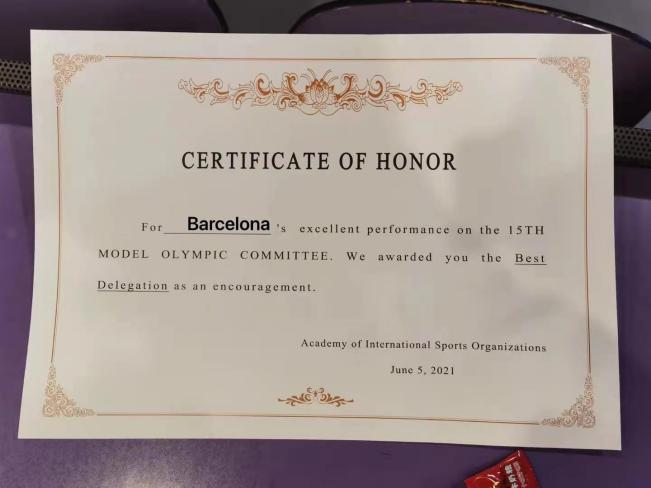 CERTIFICATE OF HONOR
For Barcelona 's excellent performance on the 15TH
MODEL OLYMPIC COMMITTEE. We awarded you the Best
Delegation as an encouragement.
Academy of International Sports Organizations
June 5, 2021